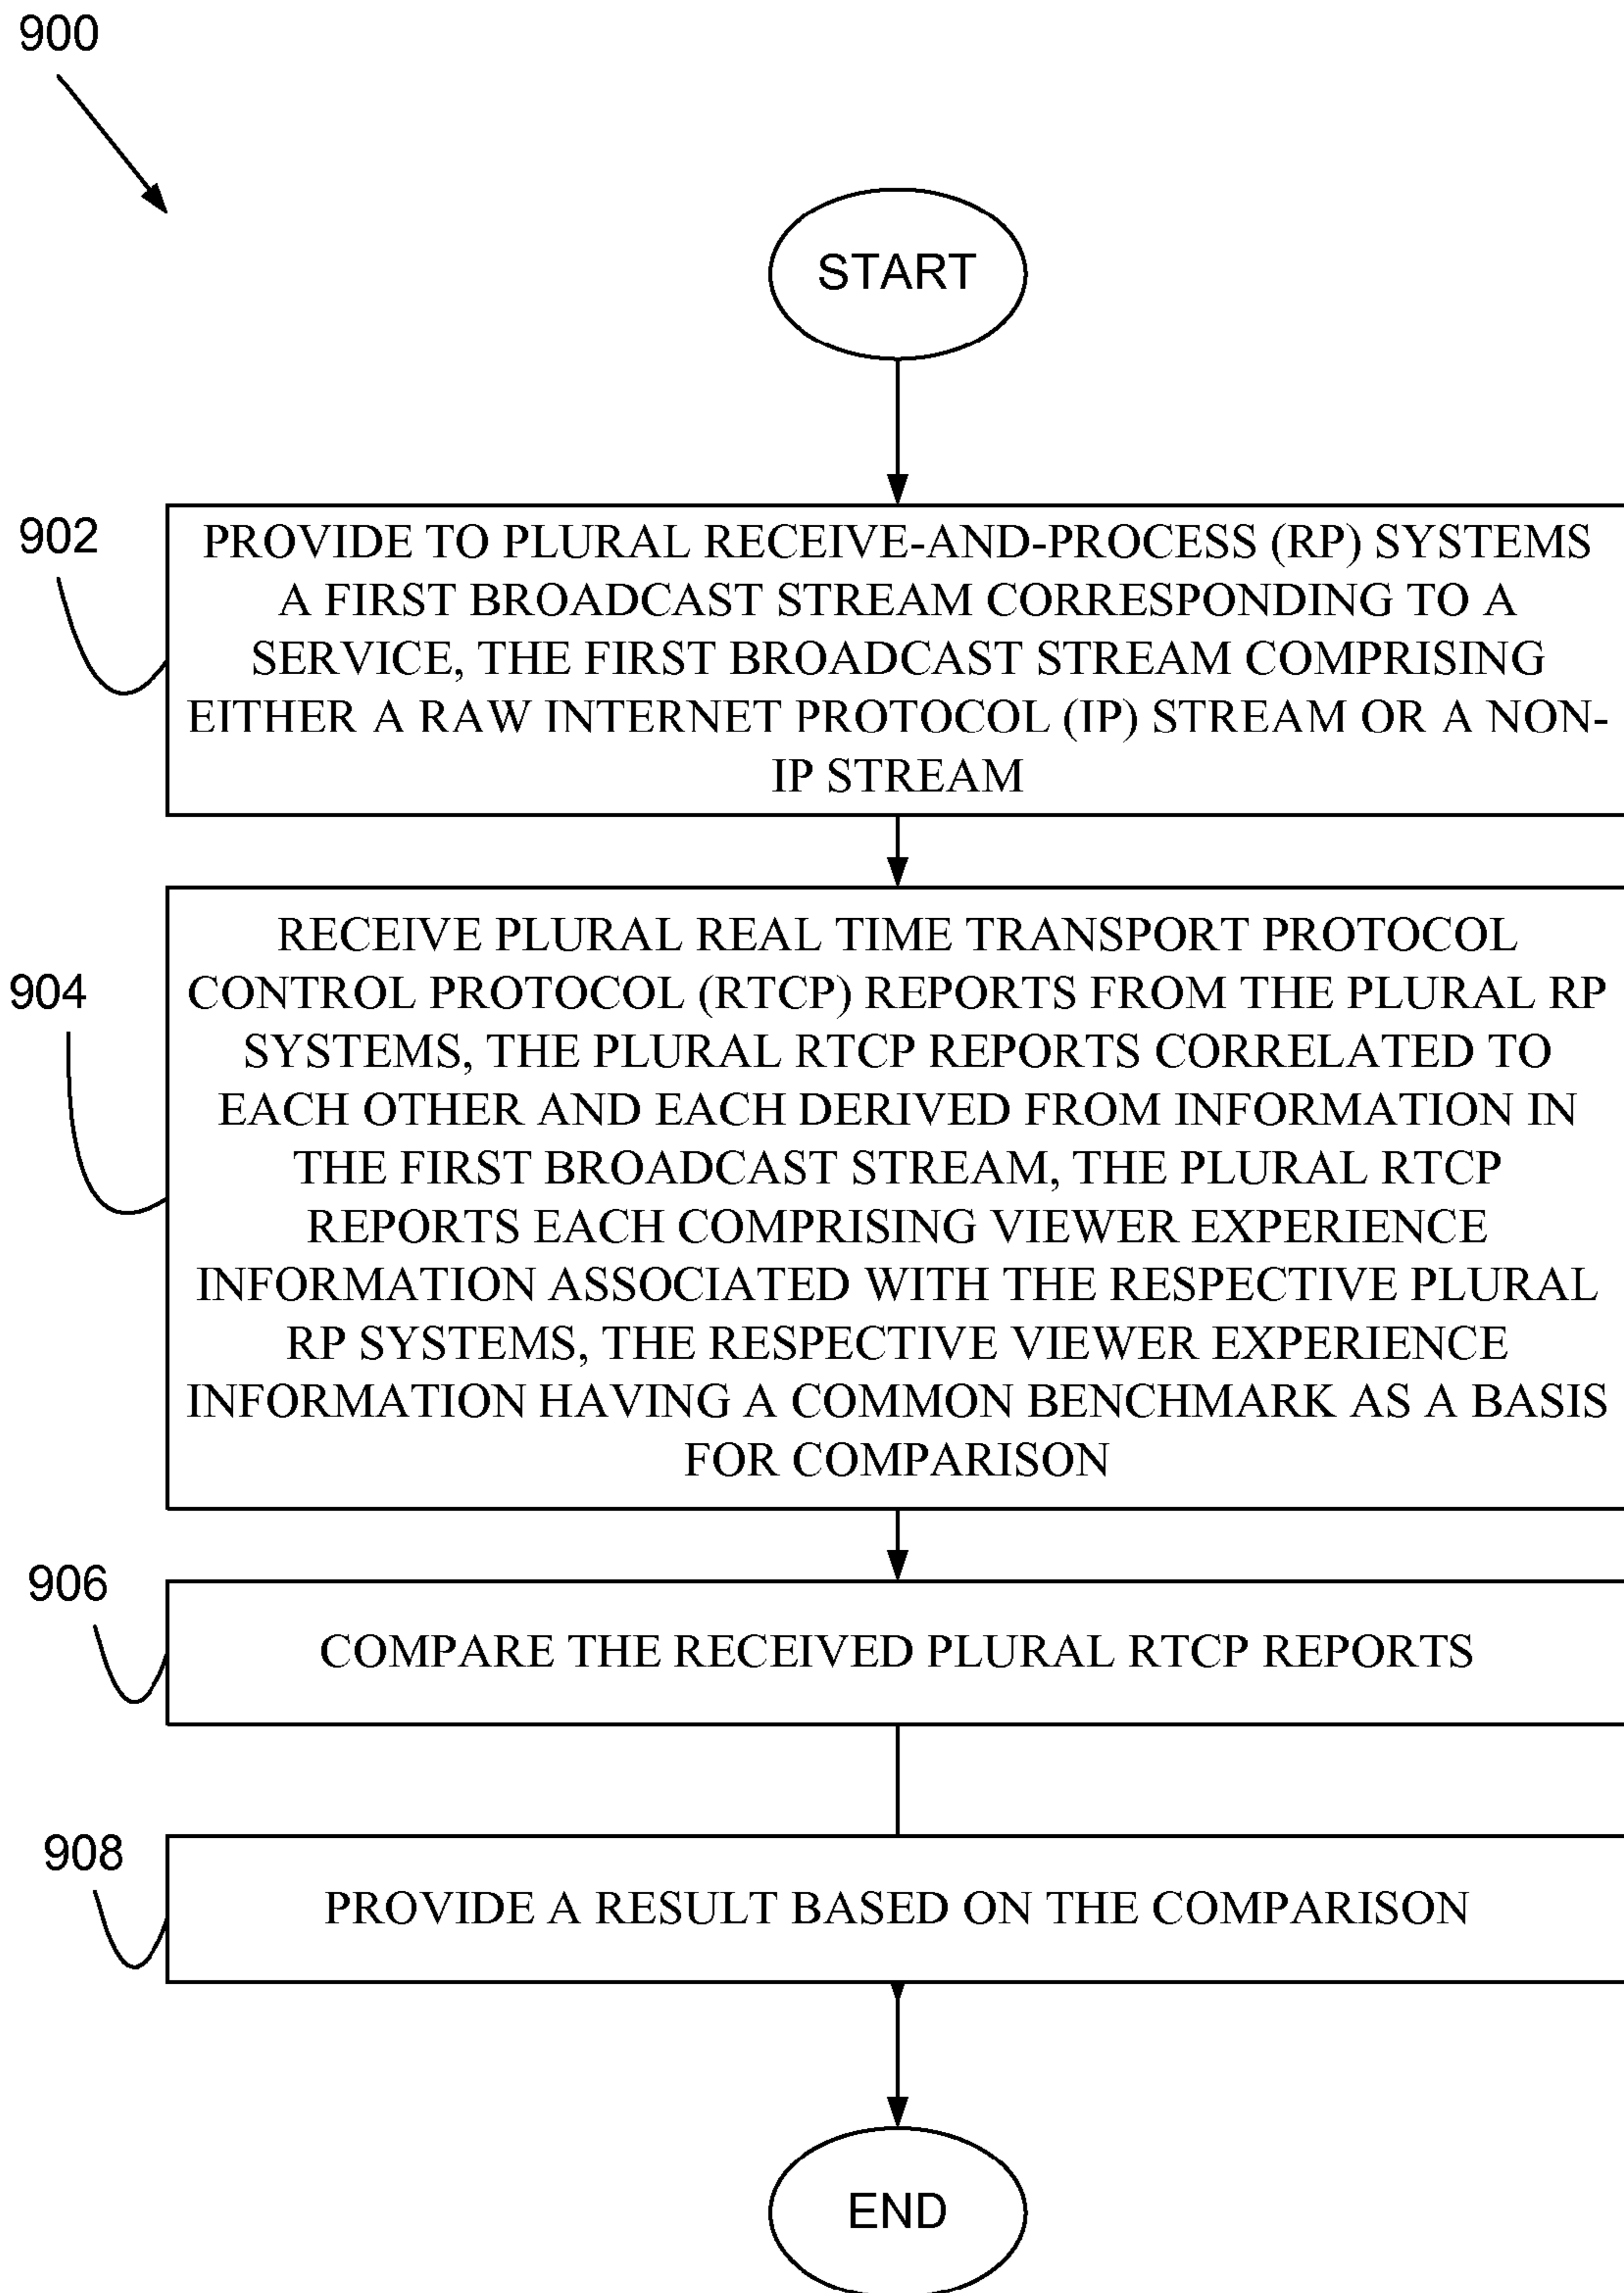 900
START
902
PROVIDE TO PLURAL RECEIVE-AND-PROCESS (RP) SYSTEMS
A FIRST BROADCAST STREAM CORRESPONDING TO A
SERVICE, THE FIRST BROADCAST STREAM COMPRISING
EITHER A RAW INTERNET PROTOCOL (IP) STREAM OR A NON-
IP STREAM
904
RECEIVE PLURAL REAL TIME TRANSPORT PROTOCOL
CONTROL PROTOCOL (RTCP) REPORTS FROM THE PLURAL RP
SYSTEMS, THE PLURAL RTCP REPORTS CORRELATED TO
EACH OTHER AND EACH DERIVED FROM INFORMATION IN
THE FIRST BROADCAST STREAM, THE PLURAL RTCP
REPORTS EACH COMPRISING VIEWER EXPERIENCE
INFORMATION ASSOCIATED WITH THE RESPECTIVE PLURAL
RP SYSTEMS, THE RESPECTIVE VIEWER EXPERIENCE
INFORMATION HAVING A COMMON BENCHMARK AS A BASIS
FOR COMPARISON
906
COMPARE THE RECEIVED PLURAL RTCP REPORTS
908
PROVIDE A RESULT BASED ON THE COMPARISON
END